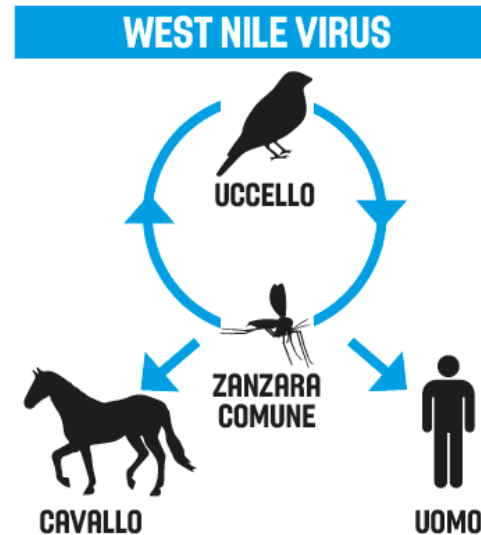 WEST NILE VIRUS
UCCELLO
ZANZARA
COMUNE
CAVALLO
UOMO